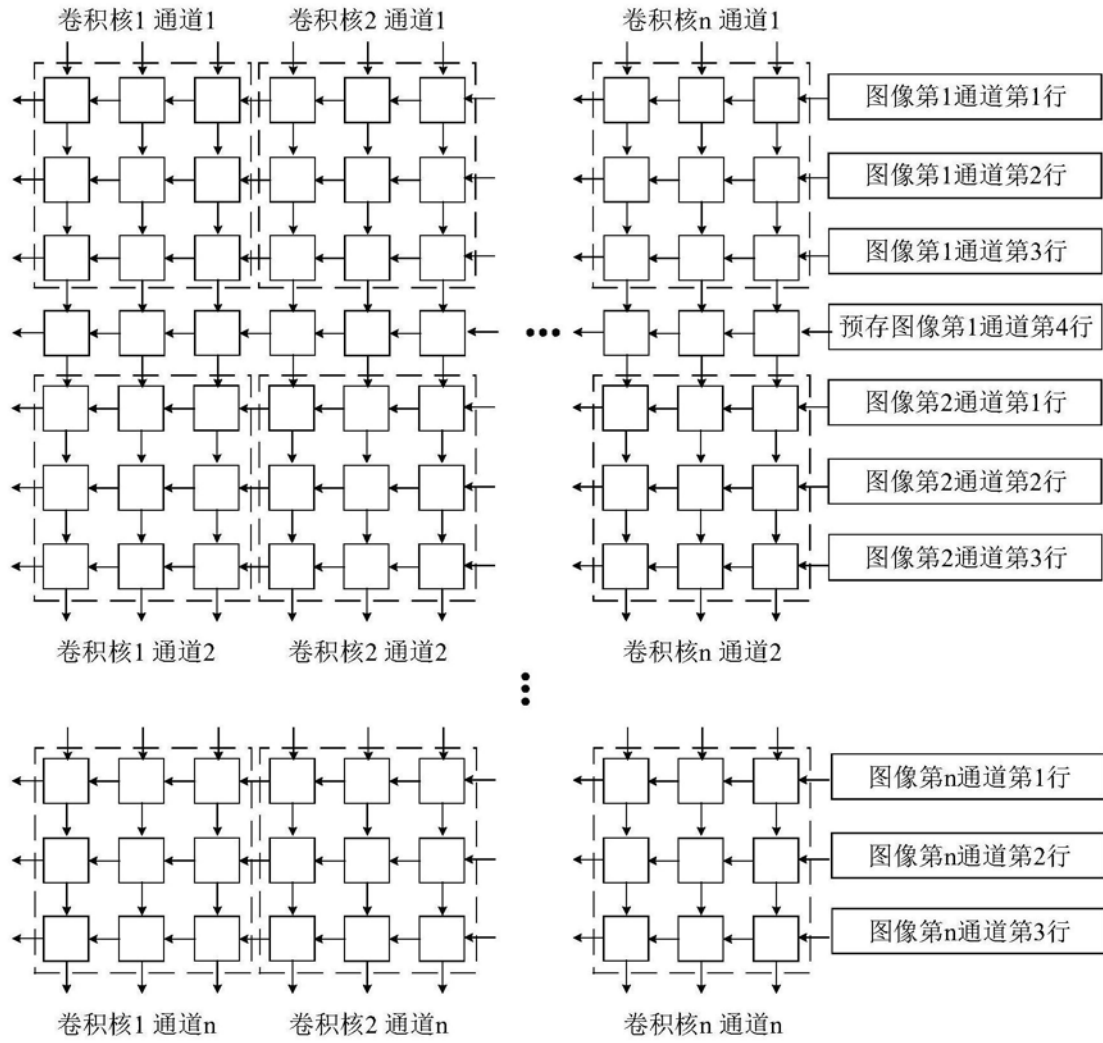 卷积核1 通道1
卷积核2 通道1
卷积核n 通道1
图像第1通道第1行
图像第1通道第2行
图像第1通道第3行
预存图像第1通道第4行
图像第2通道第1行
图像第2通道第2行
图像第2通道第3行
卷积核1 通道2
卷积核2 通道2
卷积核n 通道2
图像第n通道第1行
图像第n通道第2行
图像第n通道第3行
卷积核1 通道n
卷积核2 通道n
卷积核n 通道n